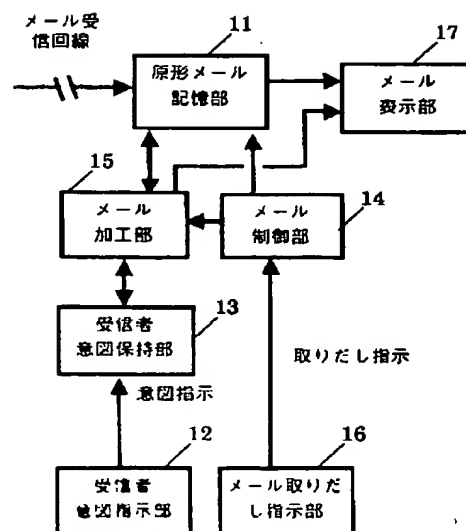 メール受
信回線
11
原形メール
記憶部
17
メール
表示部
15
メール
加工部
メール
制御部
14
受信者
意図保持部
13
取りだし指示
意図指示
12
受信者
意図指示部
16
メール取りだ
し指示部